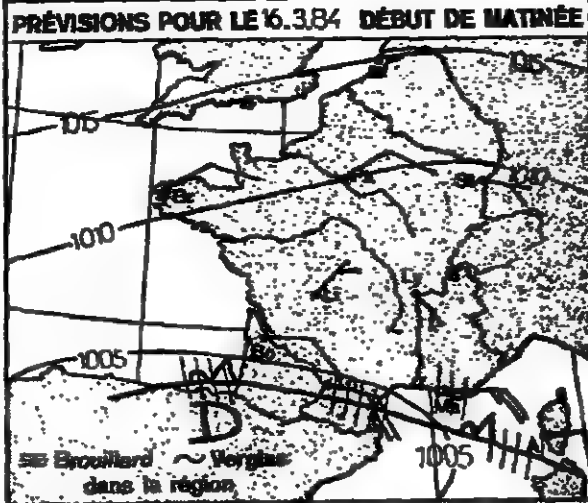 PRÉVISIONS POUR LE 16.3.84 DÉBUT DE MATINÉE
1015
1015
1010
1010
1005
D
1005
Brouillard ~ Verglas
dans la région